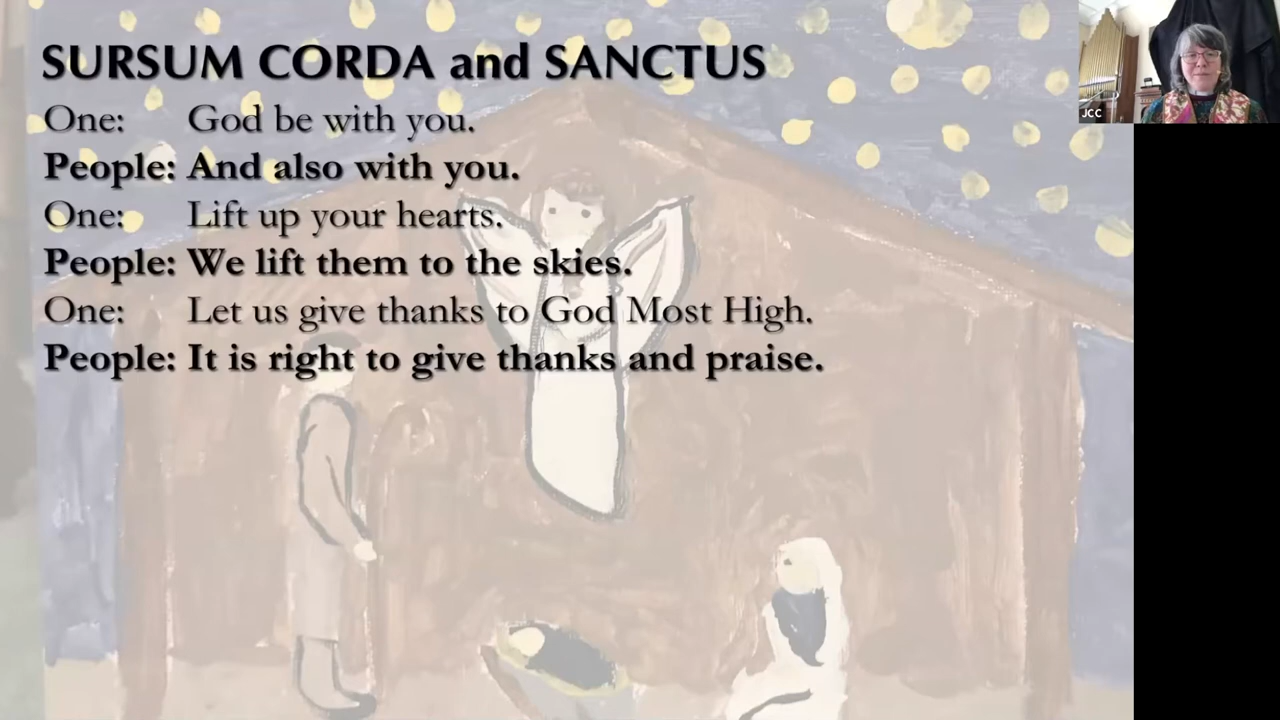 SURSUM CORDA and SANCTUS
One: God be with you.
People: And also with you.
One: Lift up your hearts.
People: We lift them to the skies.
One: Let us give thanks to God Most High.
People: It is right to give thanks and praise.
JCC